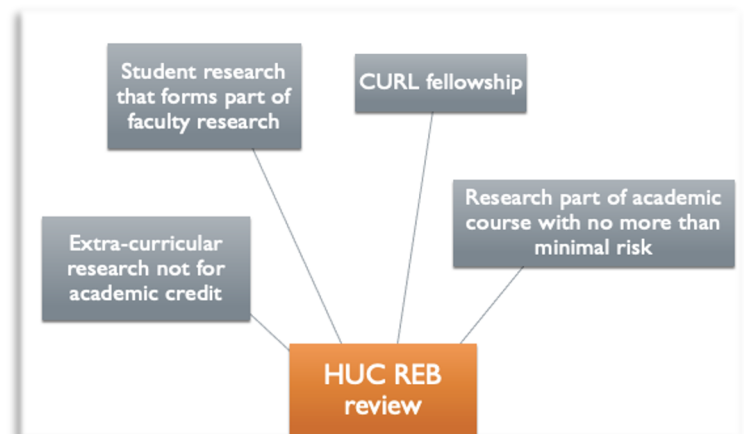 Student research
that forms part of
faculty research
CURL fellowship
Research part of academic
course with no more than
minimal risk
Extra-curricular
research not for
academic credit
HUC REB
review